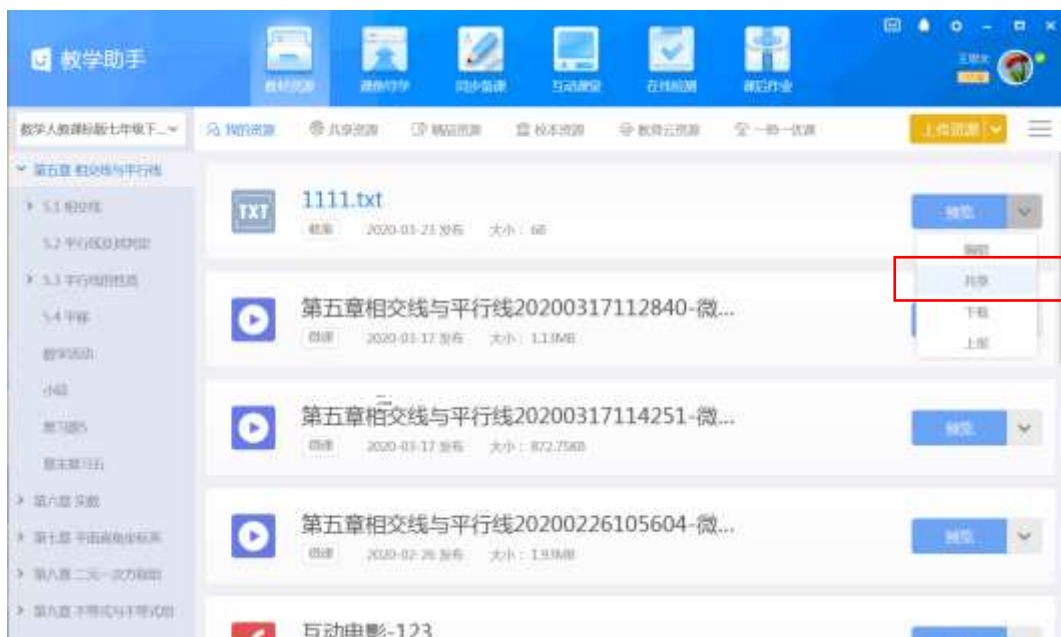 教学助手
教材资源 课前导学 同步备课 互动课堂 在线检测 课后作业
数学人教课标版七年级下...
我的资源 共享资源 精品资源 校本资源 教育云资源 一师一优课
上传资源
第五章 相交线与平行线
5.1 相交线
5.2 平行线及其判定
5.3 平行线的性质
5.4 平移
数学活动
小结
复习题5
章末复习五
第六章 实数
第七章 平面直角坐标系
第八章 二元一次方程组
第九章 不等式与不等式组
TXT
1111.txt
2020-03-23 发布 大小：6B
预览
编辑
共享
下载
上报
第五章相交线与平行线20200317112840-微...
微课 2020-03-17 发布 大小：1.13MB
第五章相交线与平行线20200317114251-微...
微课 2020-03-17 发布 大小：872.75KB
预览
第五章相交线与平行线20200226105604-微...
微课 2020-02-26 发布 大小：1.93MB
预览
互动电影-123